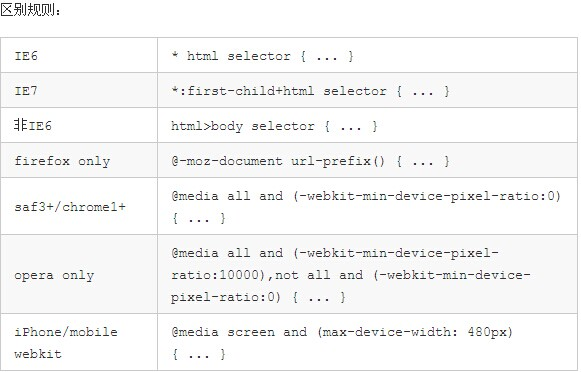 区别规则：
IE6
* html selector { ... }
IE7
*:first-child+html selector { ... }
非IE6
html>body selector { ... }
firefox only
@-moz-document url-prefix() { ... }
saf3+/chrome1+
@media all and (-webkit-min-device-pixel-ratio:0)
{ ... }
opera only
@media all and (-webkit-min-device-pixel-
ratio:10000),not all and (-webkit-min-device-
pixel-ratio:0) { ... }
iPhone/mobile
webkit
@media screen and (max-device-width: 480px)
{ ... }